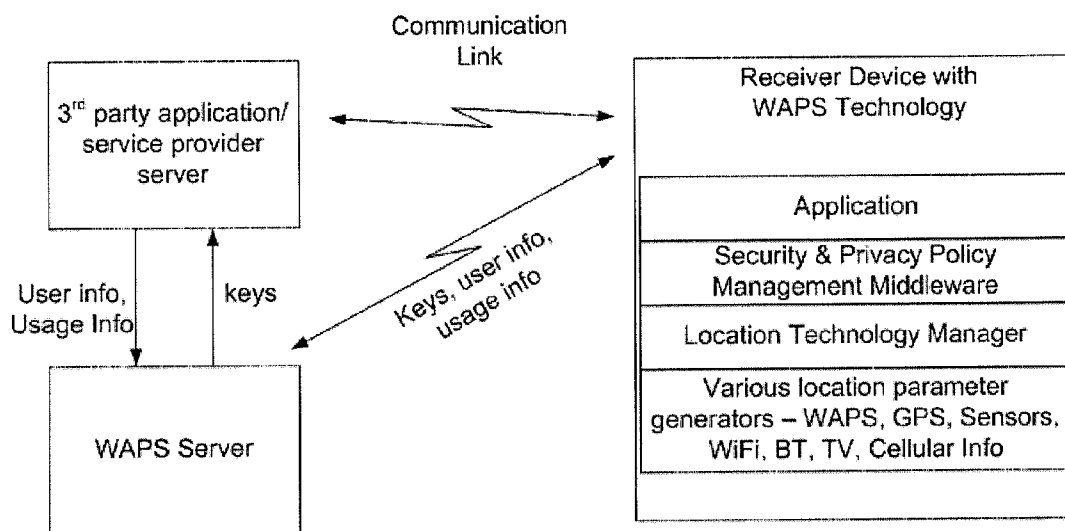 Communication
Link
3rd party application/
service provider
server
Receiver Device with
WAPS Technology
Application
Security & Privacy Policy
Management Middleware
Location Technology Manager
Various location parameter
generators – WAPS, GPS, Sensors,
WiFi, BT, TV, Cellular Info
User info,
Usage Info
keys
Keys, user info,
usage info
WAPS Server